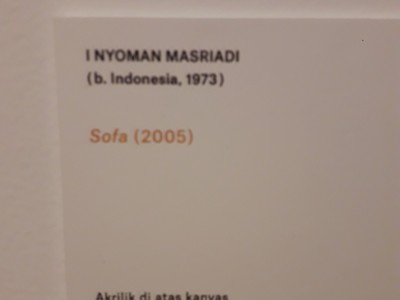 I NYOMAN MASRIADI
(b. Indonesia, 1973)
Sofa (2005)
Akrilik di atas kanvas